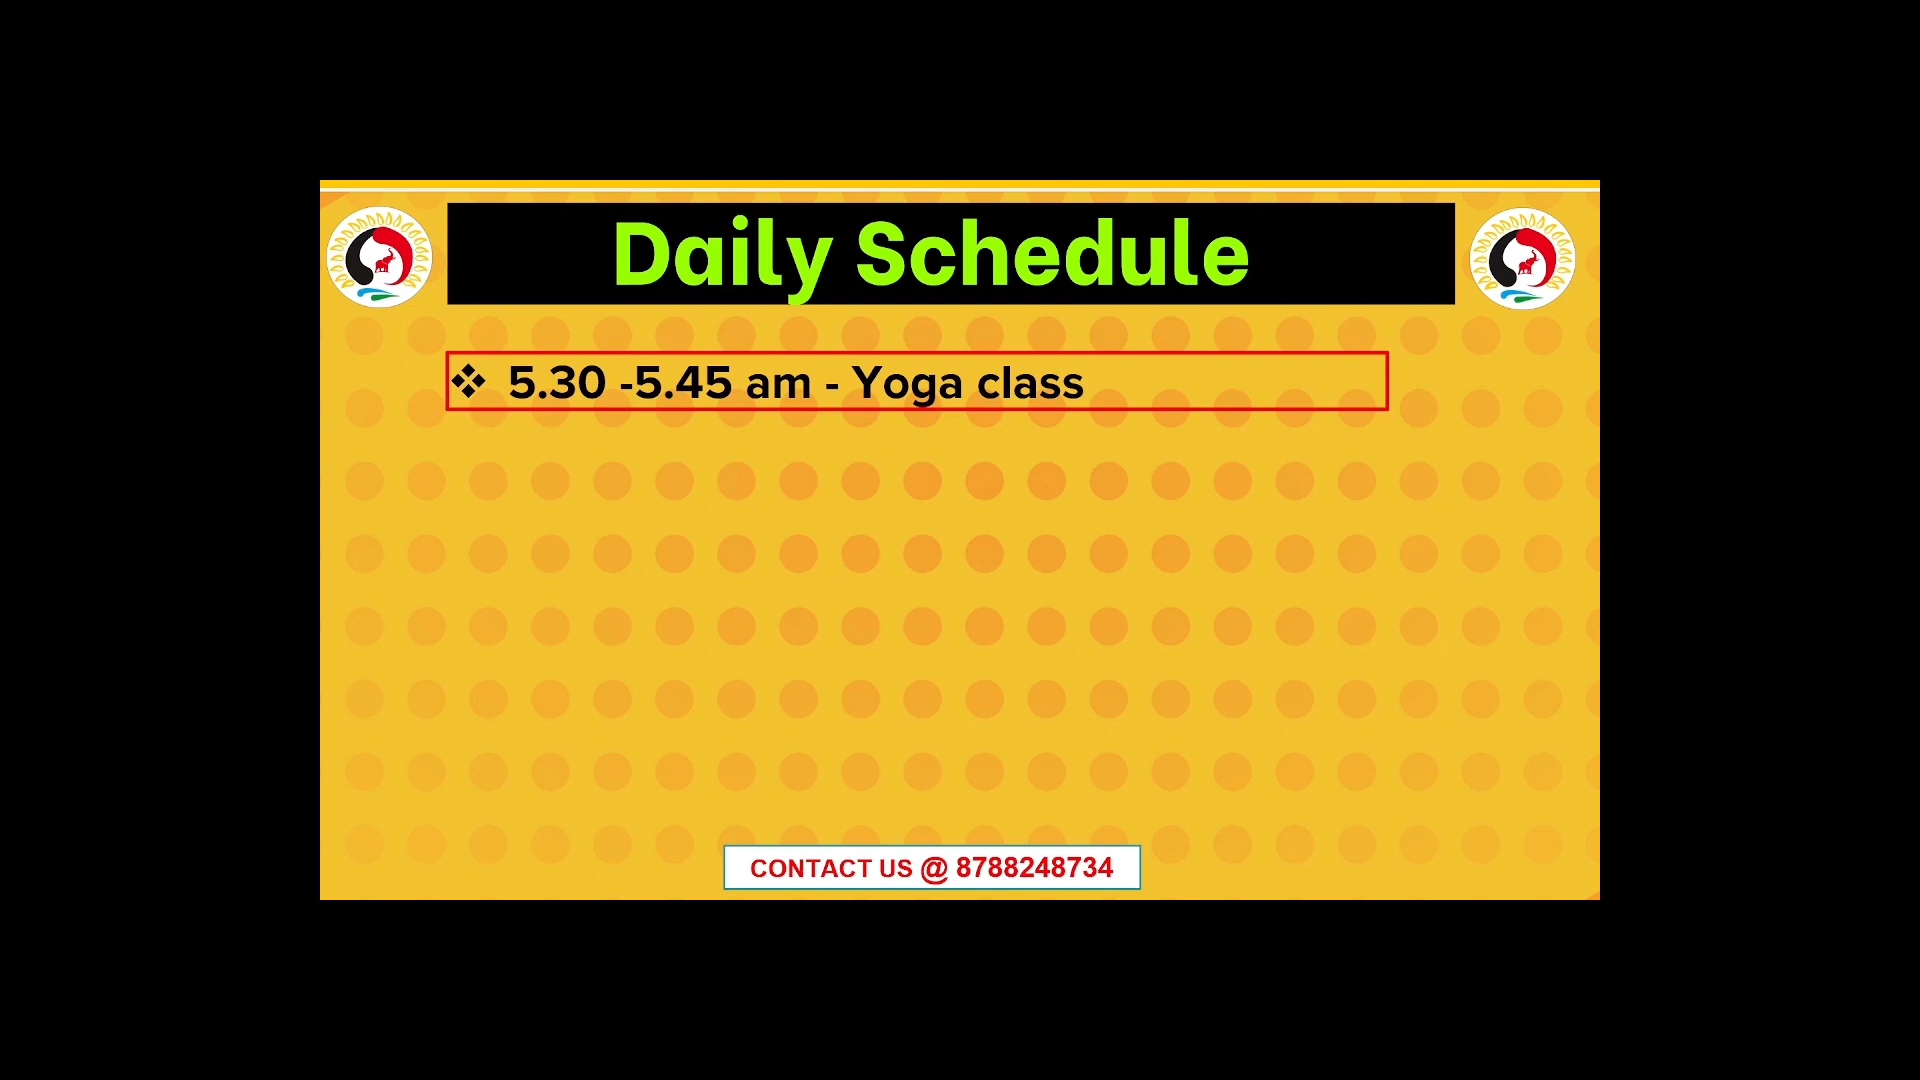 Daily Schedule
❖ 5.30 -5.45 am - Yoga class
CONTACT US @ 8788248734